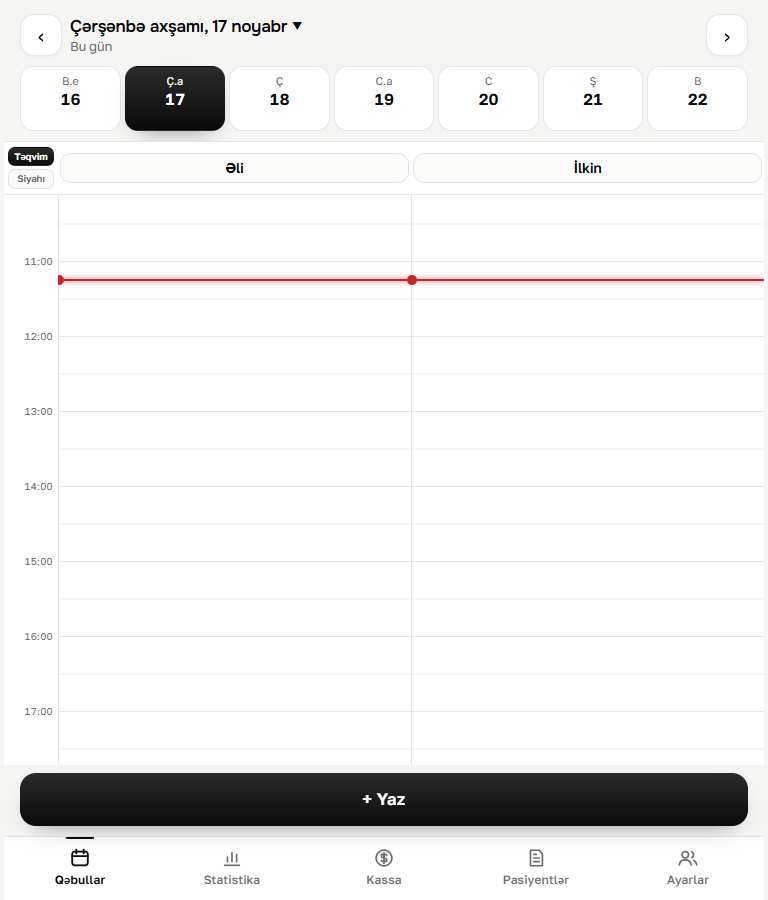 ‹
Çərşənbə axşamı, 17 noyabr ▼
Bu gün
›
B.e
16
Ç.a
17
Ç
18
C.a
19
C
20
Ş
21
B
22
Təqvim
Siyahı
Əli
İlkin
11:00
12:00
13:00
14:00
15:00
16:00
17:00
+ Yaz
Qəbullar
Statistika
Kassa
Pasiyentlər
Ayarlar